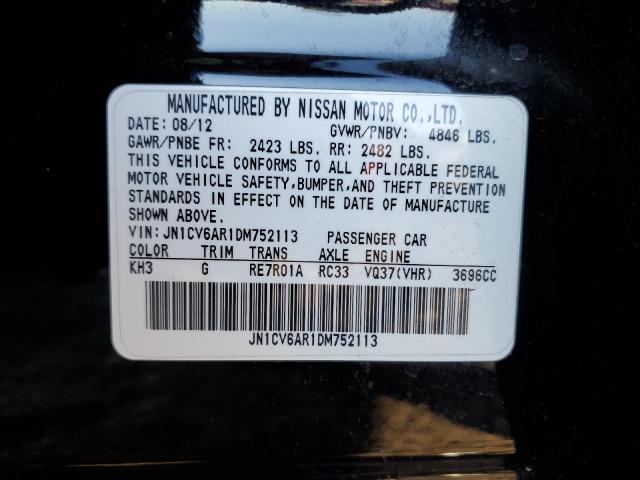 MANUFACTURED BY NISSAN MOTOR CO.,LTD.
DATE: 08/12 GVWR/PNBV: 4846 LBS.
GAWR/PNBE FR: 2423 LBS. RR: 2482 LBS.
THIS VEHICLE CONFORMS TO ALL APPLICABLE FEDERAL
MOTOR VEHICLE SAFETY,BUMPER,AND THEFT PREVENTION
STANDARDS IN EFFECT ON THE DATE OF MANUFACTURE
SHOWN ABOVE.
VIN: JN1CV6AR1DM752113 PASSENGER CAR
COLOR TRIM TRANS AXLE ENGINE
KH3 G RE7R01A RC33 VQ37(VHR) 3696CC
JN1CV6AR1DM752113